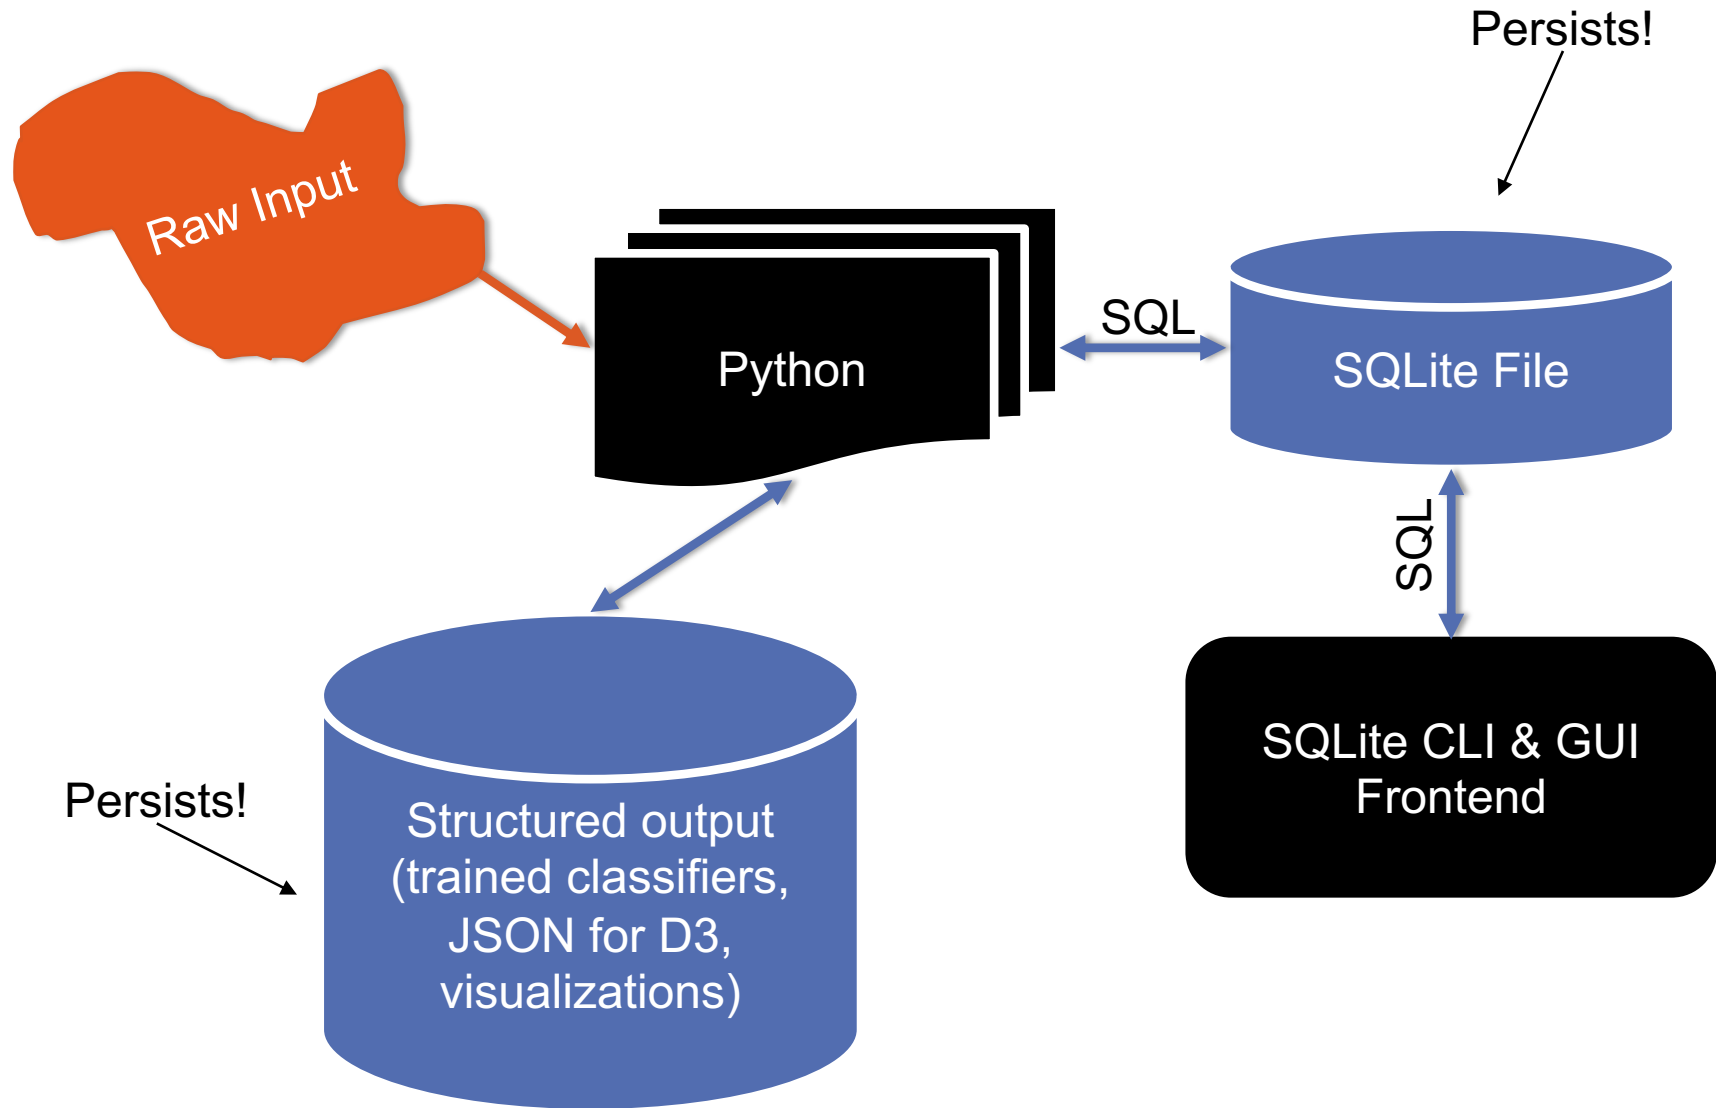 Persists!
Raw Input
Python
SQL
SQLite File
SQL
SQLite CLI & GUI
Frontend
Persists!
Structured output
(trained classifiers,
JSON for D3,
visualizations)